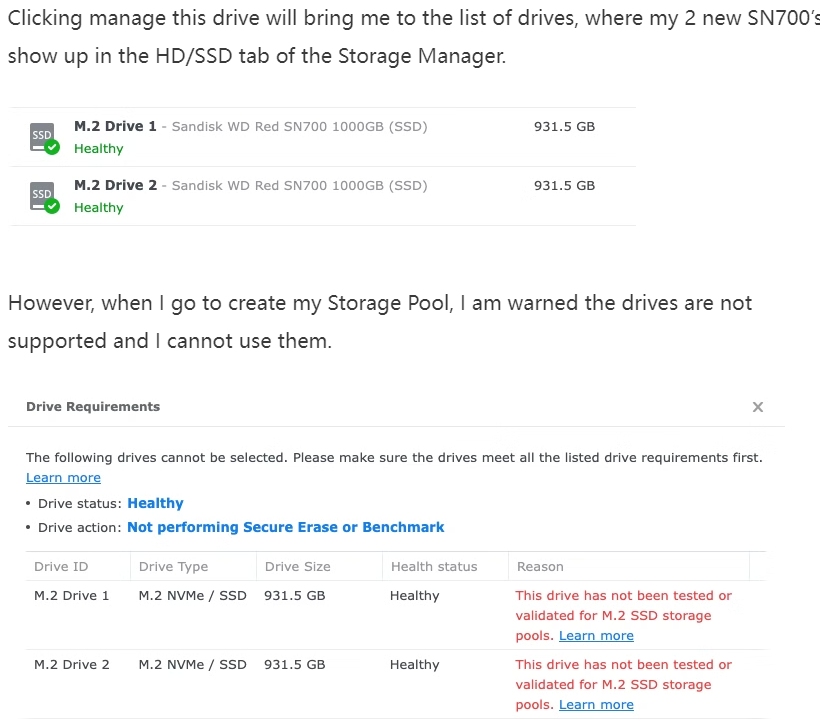 Clicking manage this drive will bring me to the list of drives, where my 2 new SN700's
show up in the HD/SSD tab of the Storage Manager.
SSD
M.2 Drive 1 - Sandisk WD Red SN700 1000GB (SSD) 931.5 GB
Healthy
SSD
M.2 Drive 2 - Sandisk WD Red SN700 1000GB (SSD) 931.5 GB
Healthy
However, when I go to create my Storage Pool, I am warned the drives are not
supported and I cannot use them.
Drive Requirements
The following drives cannot be selected. Please make sure the drives meet all the listed drive requirements first.
Learn more
• Drive status: Healthy
• Drive action: Not performing Secure Erase or Benchmark
Drive ID Drive Type Drive Size Health status Reason
M.2 Drive 1 M.2 NVMe / SSD 931.5 GB Healthy This drive has not been tested or
validated for M.2 SSD storage
pools. Learn more
M.2 Drive 2 M.2 NVMe / SSD 931.5 GB Healthy This drive has not been tested or
validated for M.2 SSD storage
pools. Learn more